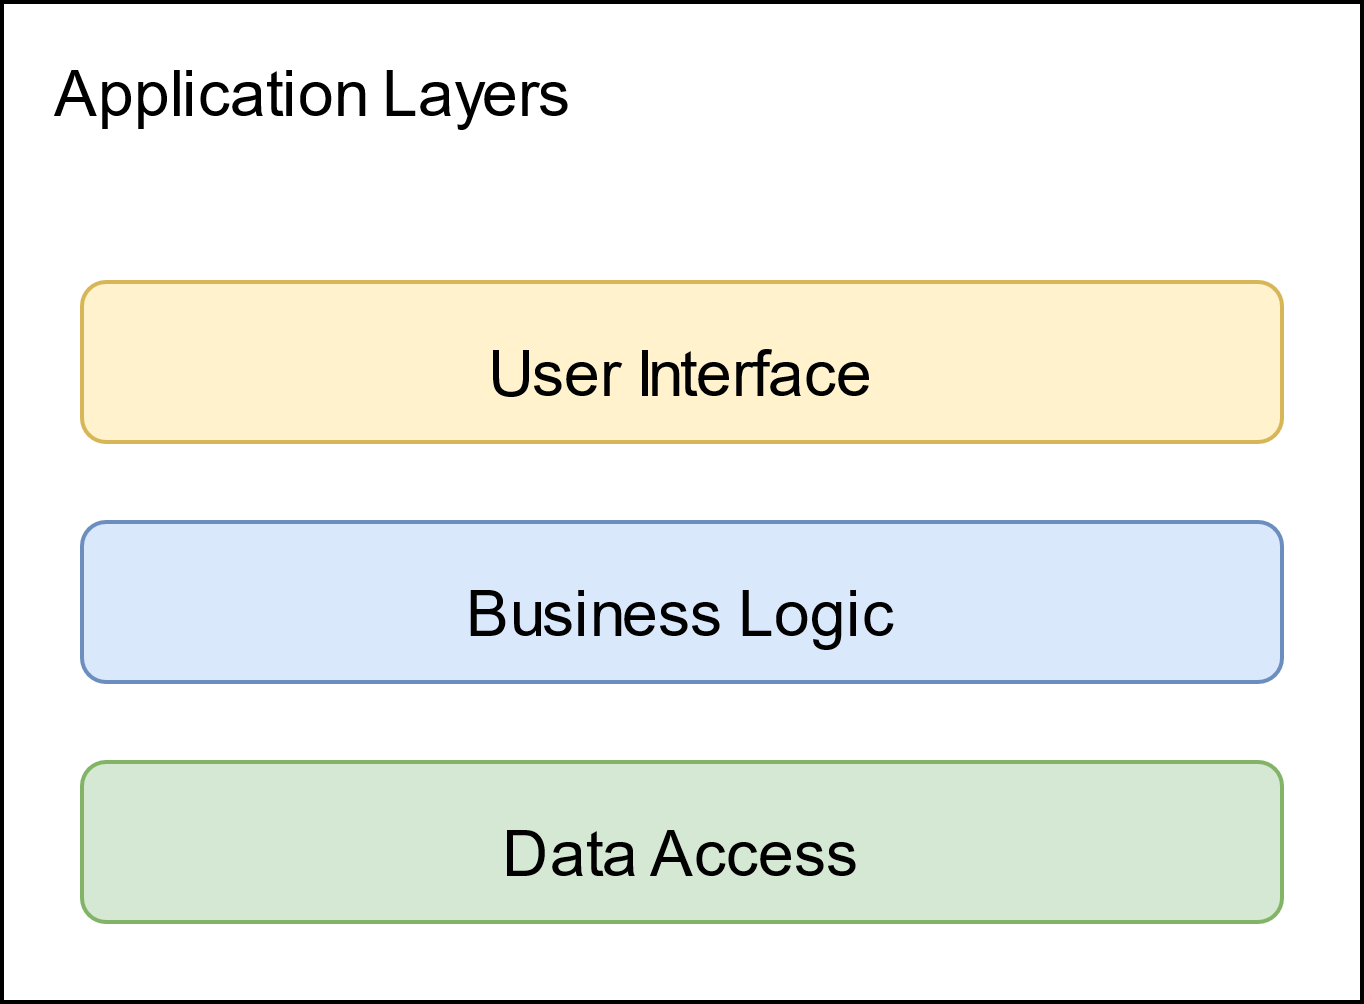 Application Layers
User Interface
Business Logic
Data Access